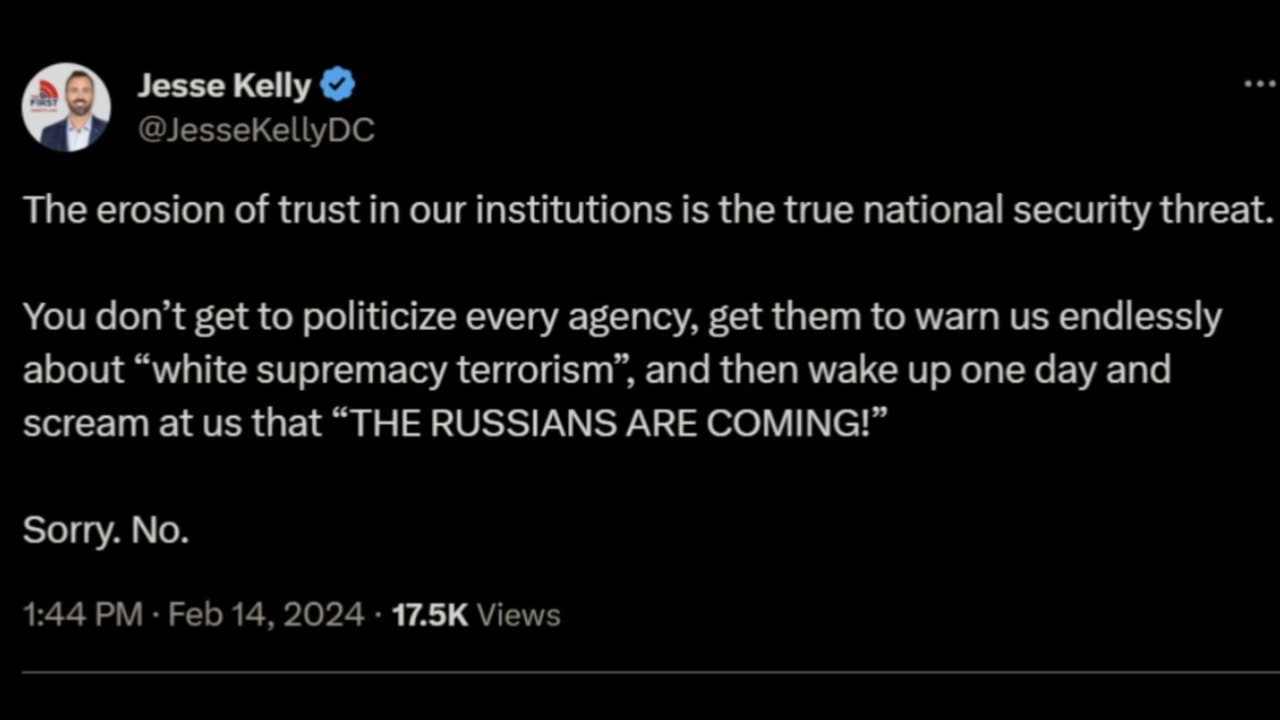 Jesse Kelly
@JesseKellyDC
FIRST
The erosion of trust in our institutions is the true national security threat.
You don’t get to politicize every agency, get them to warn us endlessly
about “white supremacy terrorism”, and then wake up one day and
scream at us that “THE RUSSIANS ARE COMING!”
Sorry. No.
1:44 PM · Feb 14, 2024 · 17.5K Views